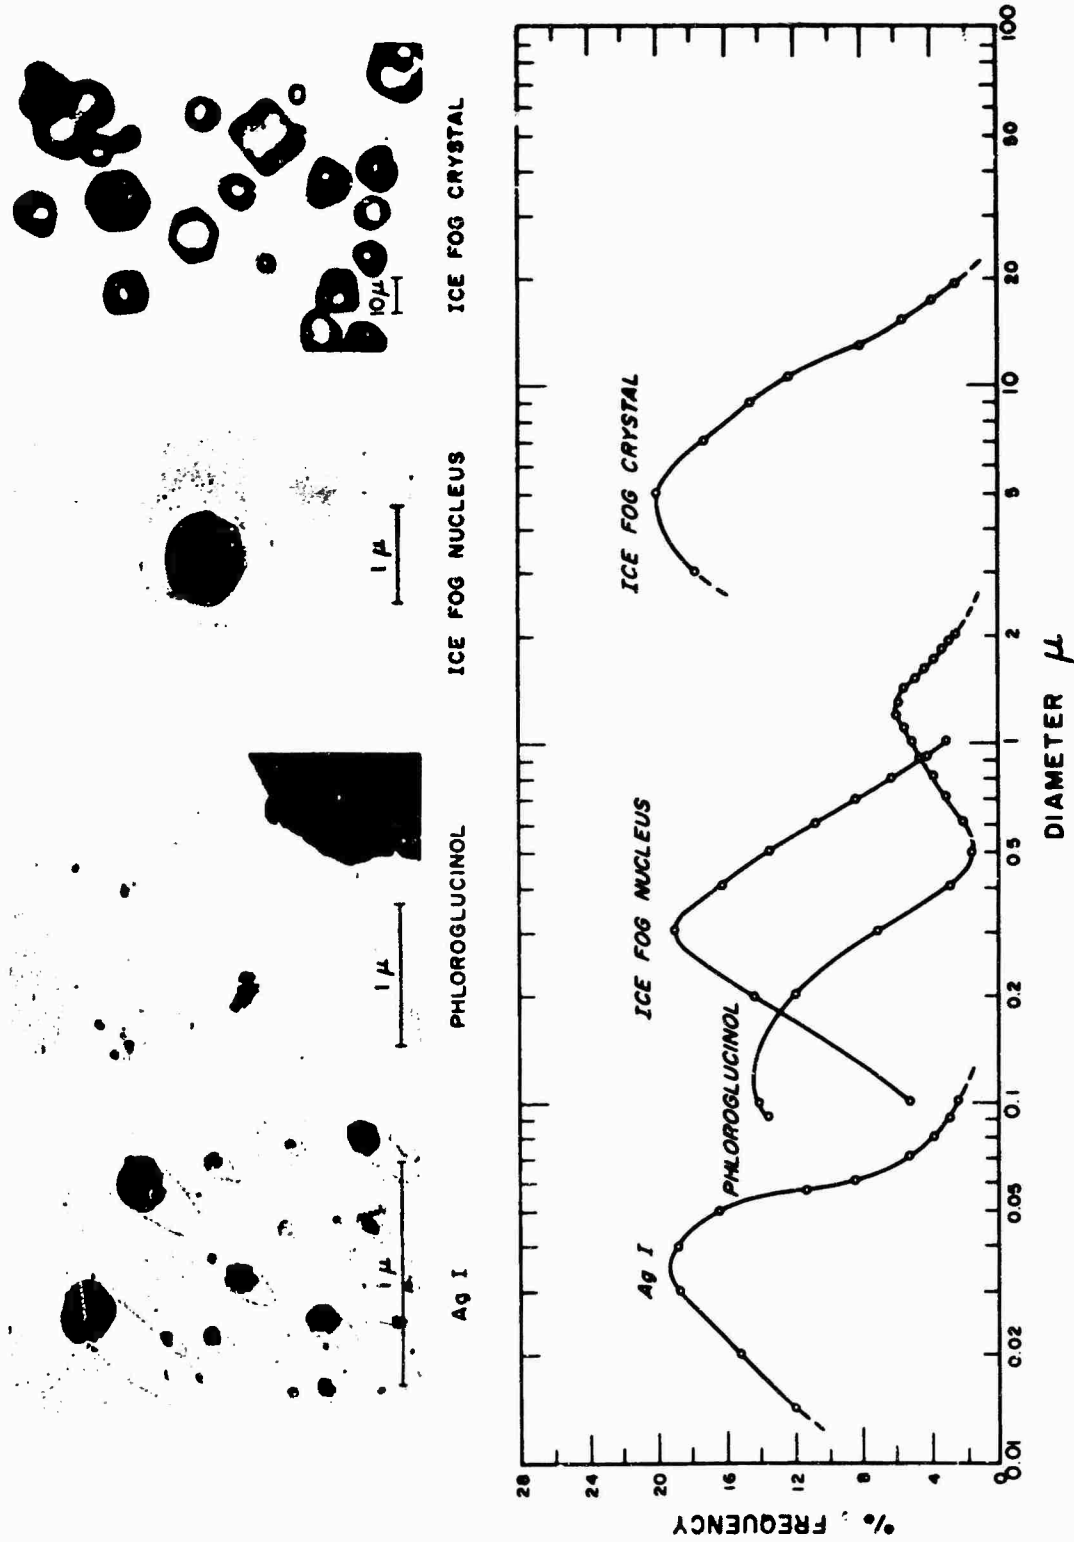 Ag I
PHLOROGLUCINOL
ICE FOG NUCLEUS
ICE FOG CRYSTAL
1 μ
1 μ
1 μ
10 μ
%. FREQUENCY
28
24
20
16
12
8
4
0
Ag I
PHLOROGLUCINOL
ICE FOG NUCLEUS
ICE FOG CRYSTAL
0.01
0.02
0.05
0.1
0.2
0.5
1
2
5
10
20
50
100
DIAMETER μ